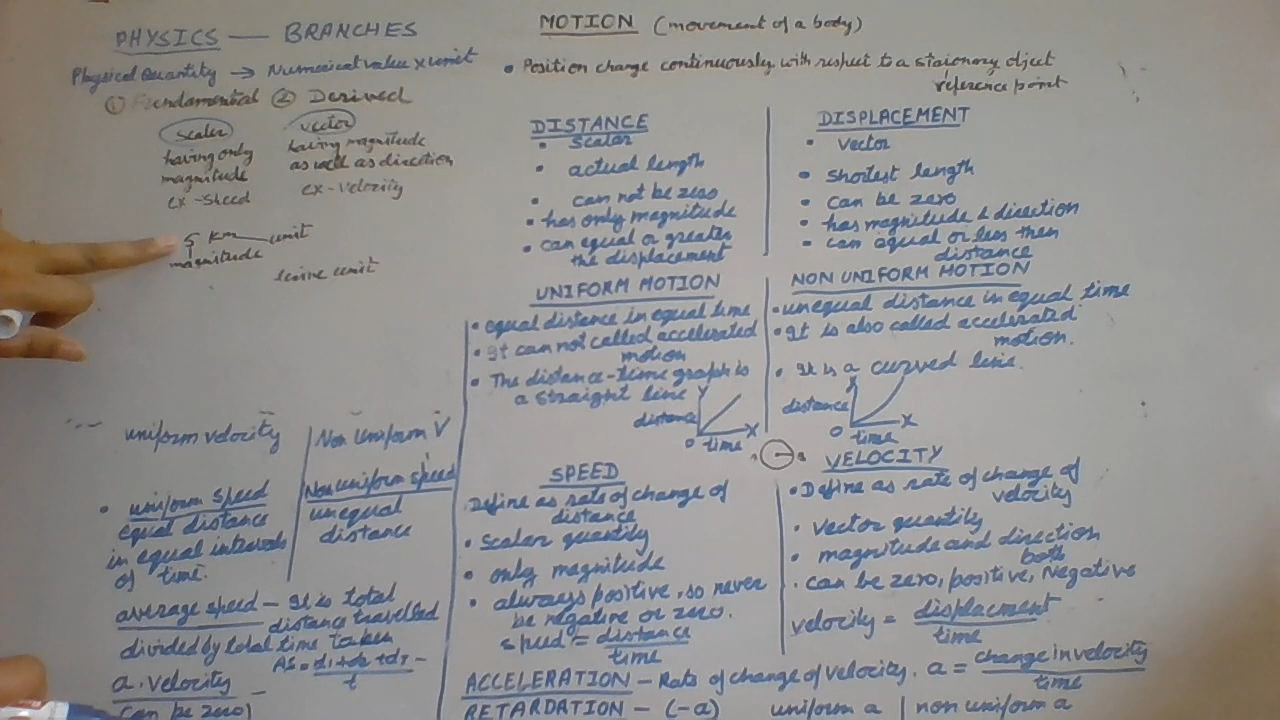 PHYSICS — BRANCHES
Physical Quantity → Numerical value × unit
① Fundamental ② Derived
scalar
having only
magnitude
ex - speed
vector
having magnitude
as well as direction
ex - velocity
5 km — unit
magnitude
unit
MOTION (movement of a body)
• Position change continuously with respect to a stationary object
reference point
DISTANCE
• scalar
• actual length
• can not be zero
• has only magnitude
• can equal or greater
the displacement
DISPLACEMENT
• vector
• shortest length
• can be zero
• has magnitude & direction
• can equal or less then
distance
UNIFORM MOTION
• equal distance in equal time
• It can not called accelerated
motion
• The distance-time graph is
a straight line
Y
distance
O time X
NON UNIFORM MOTION
• unequal distance in equal time
• It is also called accelerated
motion.
• It is a curved line.
Y
distance
O time X
uniform velocity
• uniform speed
equal distance
in equal intervals
of time.
Non Uniform V
Non uniform speed
unequal
distance
average speed - It is total
distance travelled
divided by total time taken
AS = d1+d2+d3 -
t
a. velocity -
(can be zero)
SPEED
Define as rate of change of
distance
• Scalar quantity
• only magnitude
• always positive, so never
be negative or zero.
speed = distance
time
VELOCITY
• Define as rate of change of
velocity
• vector quantity
• magnitude and direction
both
• can be zero, positive, Negative
velocity = displacment
time
ACCELERATION - Rate of change of velocity. a = change in velocity
time
RETARDATION - (-a) uniform a | non uniform a